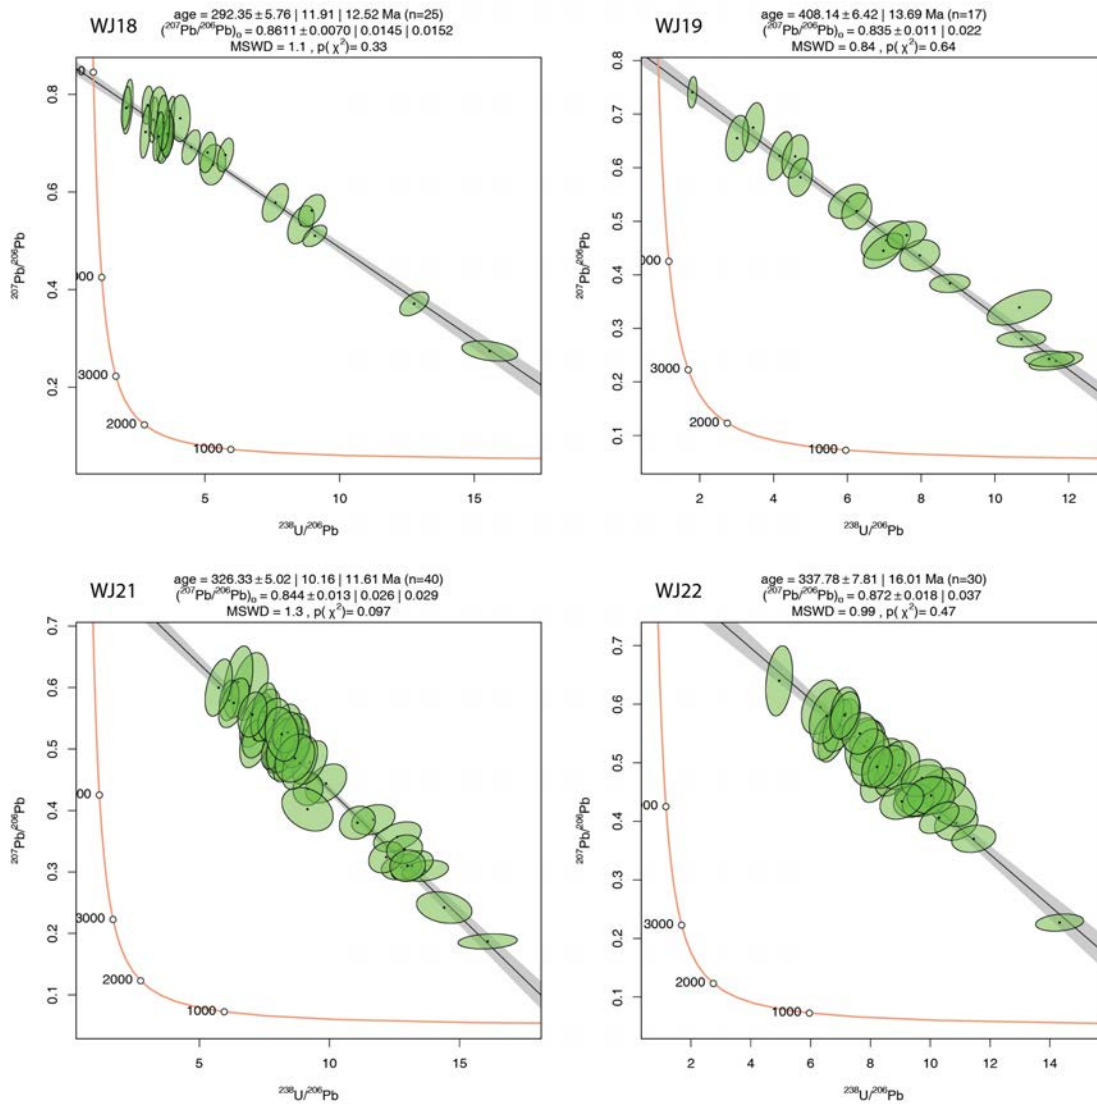 WJ18
age = 292.35 ± 5.76 | 11.91 | 12.52 Ma (n=25)
(²⁰⁷Pb/²⁰⁶Pb)ₒ = 0.8611 ± 0.0070 | 0.0145 | 0.0152
MSWD = 1.1 , p( χ²)= 0.33
0.8
0.6
0.4
0.2
²⁰⁷Pb/²⁰⁶Pb
0
00
3000
2000
1000
5 10 15
²³⁸U/²⁰⁶Pb
WJ19
age = 408.14 ± 6.42 | 13.69 Ma (n=17)
(²⁰⁷Pb/²⁰⁶Pb)ₒ = 0.835 ± 0.011 | 0.022
MSWD = 0.84 , p( χ²)= 0.64
0.8
0.7
0.6
0.5
0.4
0.3
0.2
0.1
²⁰⁷Pb/²⁰⁶Pb
00
3000
2000
1000
2 4 6 8 10 12
²³⁸U/²⁰⁶Pb
WJ21
age = 326.33 ± 5.02 | 10.16 | 11.61 Ma (n=40)
(²⁰⁷Pb/²⁰⁶Pb)ₒ = 0.844 ± 0.013 | 0.026 | 0.029
MSWD = 1.3 , p( χ²)= 0.097
0.7
0.6
0.5
0.4
0.3
0.2
0.1
²⁰⁷Pb/²⁰⁶Pb
00
3000
2000
1000
5 10 15
²³⁸U/²⁰⁶Pb
WJ22
age = 337.78 ± 7.81 | 16.01 Ma (n=30)
(²⁰⁷Pb/²⁰⁶Pb)ₒ = 0.872 ± 0.018 | 0.037
MSWD = 0.99 , p( χ²)= 0.47
0.7
0.6
0.5
0.4
0.3
0.2
0.1
²⁰⁷Pb/²⁰⁶Pb
00
3000
2000
1000
2 4 6 8 10 12 14
²³⁸U/²⁰⁶Pb